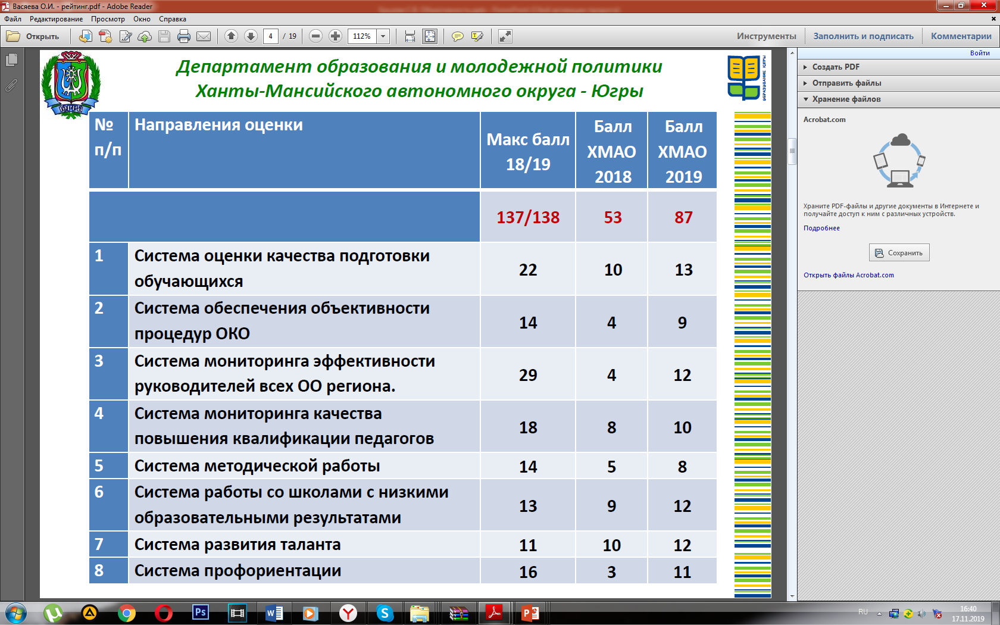 Васяева О.И. - рейтинг.pdf - Adobe Reader
Файл Редактирование Просмотр Окно Справка
Открыть 4 / 19 112% Инструменты Заполнить и подписать Комментарии
Войти
Создать PDF
Отправить файлы
Хранение файлов
Acrobat.com
Храните PDF-файлы и другие документы в Интернете и
получайте доступ к ним с различных устройств.
Подробнее
Сохранить
Открыть файлы Acrobat.com
Департамент образования и молодежной политики
Ханты-Мансийского автономного округа - Югры
ЮГРА
ОБРАЗОВАНИЕ ЮГРЫ
№ п/п Направления оценки Макс балл 18/19 Балл ХМАО 2018 Балл ХМАО 2019
137/138 53 87
1 Система оценки качества подготовки
обучающихся 22 10 13
2 Система обеспечения объективности
процедур ОКО 14 4 9
3 Система мониторинга эффективности
руководителей всех ОО региона. 29 4 12
4 Система мониторинга качества
повышения квалификации педагогов 18 8 10
5 Система методической работы 14 5 8
6 Система работы со школами с низкими
образовательными результатами 13 9 12
7 Система развития таланта 11 10 12
8 Система профориентации 16 3 11
Ps
RU
16:40
17.11.2019